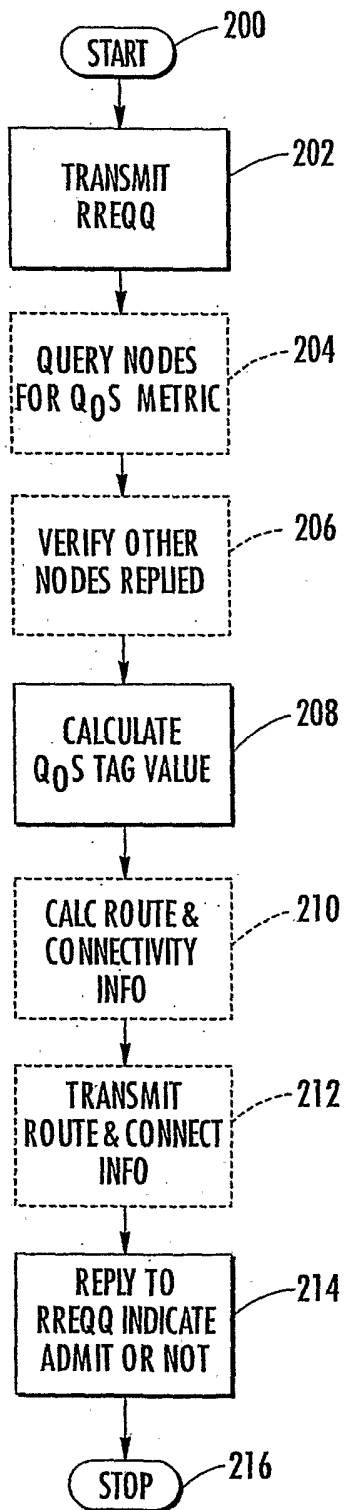 200
START
202
TRANSMIT
RREQQ
204
QUERY NODES
FOR QOS METRIC
206
VERIFY OTHER
NODES REPLIED
208
CALCULATE
QOS TAG VALUE
210
CALC ROUTE &
CONNECTIVITY
INFO
212
TRANSMIT
ROUTE & CONNECT
INFO
214
REPLY TO
RREQQ INDICATE
ADMIT OR NOT
216
STOP